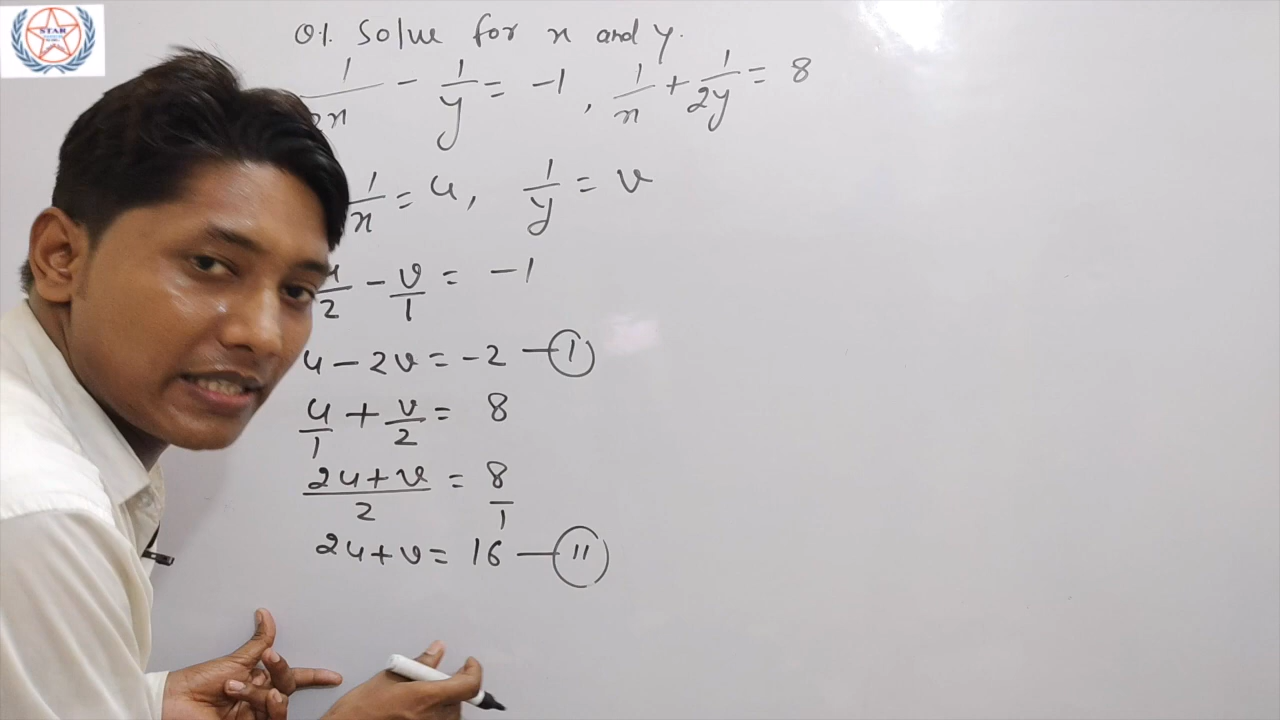 STAR
Q1. Solve for x and y.
1/2x - 1/y = -1, 1/x + 1/2y = 8
1/x = u, 1/y = v
u/2 - v/1 = -1
u - 2v = -2 — I
u/1 + v/2 = 8
2u+v/2 = 8/1
2u+v = 16 — II